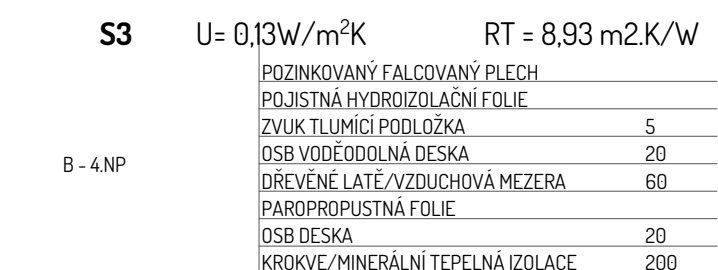 S3 U= 0,13W/m²K RT = 8,93 m2.K/W
POZINKOVANÝ FALCOVANÝ PLECH
POJISTNÁ HYDROIZOLAČNÍ FOLIE
ZVUK TLUMÍCÍ PODLOŽKA 5
OSB VODĚODOLNÁ DESKA 20
B - 4.NP
DŘEVĚNÉ LATĚ/VZDUCHOVÁ MEZERA 60
PAROPROPUSTNÁ FOLIE
OSB DESKA 20
KROKVE/MINERÁLNÍ TEPELNÁ IZOLACE 200